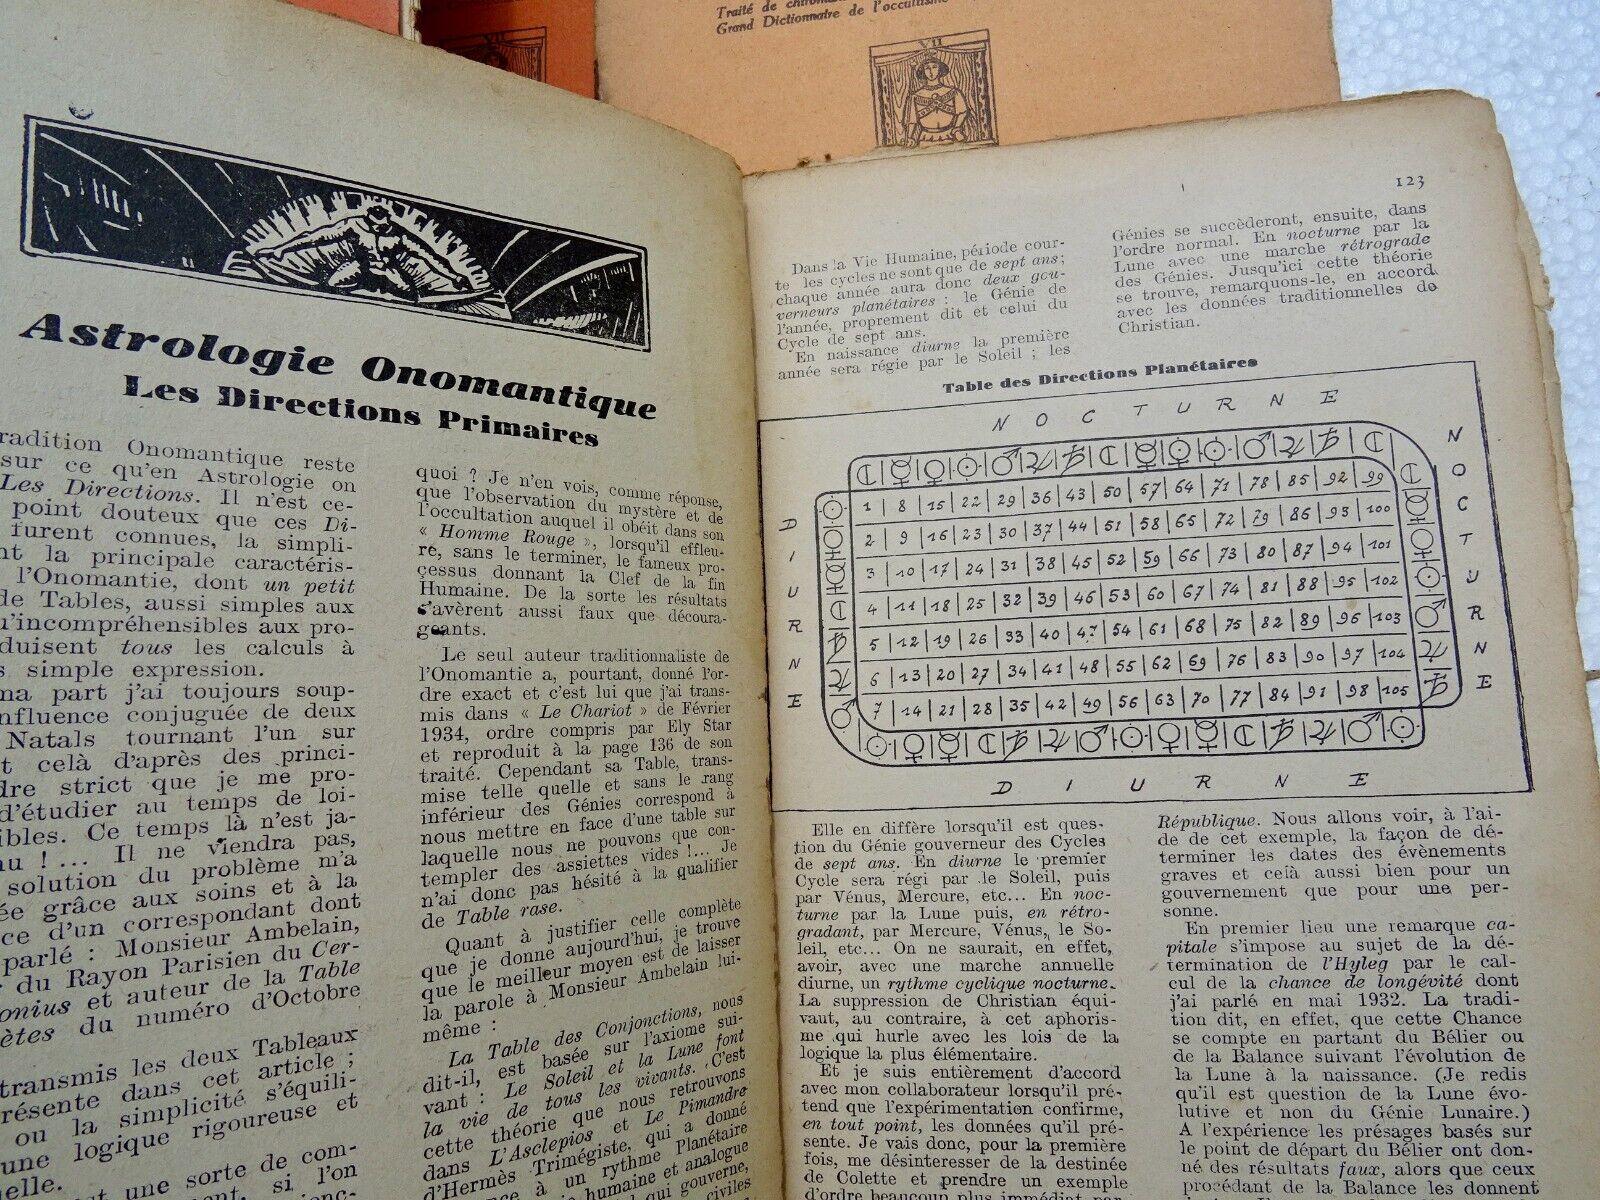 Traité de
Grand Dictionnaire de l'occultisme
VII
Astrologie Onomantique
Les Directions Primaires
radition Onomantique reste
sur ce qu'en Astrologie on
Les Directions. Il n'est ce-
point douteux que ces Di-
furent connues, la simpli-
nt la principale caractéris-
l'Onomantie, dont un petit
de Tables, aussi simples aux
u'incompréhensibles aux pro-
duisent tous les calculs à
s simple expression.
ma part j'ai toujours soup-
nfluence conjuguée de deux
Natals tournant l'un sur
t celà d'après des princi-
dre strict que je me pro-
d'étudier au temps de loi-
ibles. Ce temps là n'est ja-
nu !... Il ne viendra pas,
solution du problème m'a
ée grâce aux soins et à la
ce d'un correspondant dont
parlé : Monsieur Ambelain,
r du Rayon Parisien du Cer-
onius et auteur de la Table
ètes du numéro d'Octobre
transmis les deux Tableaux
résente dans cet article ;
ou la simplicité s'équili-
une logique rigoureuse et
elle.
st une sorte de com-
ent, si l'on
quoi ? Je n'en vois, comme réponse,
que l'observation du mystère et de
l'occultation auquel il obéit dans son
« Homme Rouge », lorsqu'il effleu-
re, sans le terminer, le fameux pro-
cessus donnant la Clef de la fin
Humaine. De la sorte les résultats
s'avèrent aussi faux que découra-
geants.
Le seul auteur traditionnaliste de
l'Onomantie a, pourtant, donné l'or-
dre exact et c'est lui que j'ai trans-
mis dans « Le Chariot » de Février
1934, ordre compris par Ely Star
et reproduit à la page 136 de son
traité. Cependant sa Table, trans-
mise telle quelle et sans le rang
inférieur des Génies correspond à
nous mettre en face d'une table sur
laquelle nous ne pouvons que con-
templer des assiettes vides !... Je
n'ai donc pas hésité à la qualifier
de Table rase.
Quant à justifier celle complète
que je donne aujourd'hui, je trouve
que le meilleur moyen est de laisser
la parole à Monsieur Ambelain lui-
même :
La Table des Conjonctions, nous
dit-il, est basée sur l'axiome sui-
vant : Le Soleil et la Lune font
la vie de tous les vivants. C'est
cette théorie que nous retrouvons
dans L'Asclepios et Le Pimandre
d'Hermès Trimégiste, qui a donné
à un rythme Planétaire
humaine et analogue
qui gouverne,
civiles
123
Dans la Vie Humaine, période cour-
te les cycles ne sont que de sept ans ;
chaque année aura donc deux gou-
verneurs planétaires : le Génie de
l'année, proprement dit et celui du
Cycle de sept ans.
En naissance diurne la première
année sera régie par le Soleil ; les
Génies se succèderont, ensuite, dans
l'ordre normal. En nocturne par la
Lune avec une marche rétrograde
des Génies. Jusqu'ici cette théorie
se trouve, remarquons-le, en accord
avec les données traditionnelles de
Christian.
Table des Directions Planétaires
NOCTURNE
☾ ☿ ♀ ☉ ♂ ♃ ♄ ☾ ☿ ♀ ☉ ♂ ♃ ♄ ☾
1 8 15 22 29 36 43 50 57 64 71 78 85 92 99
2 9 16 23 30 37 44 51 58 65 72 79 86 93 100
3 10 17 24 31 38 45 52 59 66 73 80 87 94 101
4 11 18 25 32 39 46 53 60 67 74 81 88 95 102
5 12 19 26 33 40 47 54 61 68 75 82 89 96 103
6 13 20 27 34 41 48 55 62 69 76 83 90 97 104
7 14 21 28 35 42 49 56 63 70 77 84 91 98 105
☉ ♀ ☿ ☾ ♄ ♃ ♂ ☉ ♀ ☿ ☾ ♄ ♃ ♂ ☉
DIURNE
DIURNE
NOCTURNE
Elle en diffère lorsqu'il est ques-
tion du Génie gouverneur des Cycles
de sept ans. En diurne le premier
Cycle sera régi par le Soleil, puis
par Vénus, Mercure, etc... En noc-
turne par la Lune puis, en rétro-
gradant, par Mercure, Vénus, le So-
leil, etc... On ne saurait, en effet,
avoir, avec une marche annuelle
diurne, un rythme cyclique nocturne.
La suppression de Christian équi-
vaut, au contraire, à cet aphoris-
me qui hurle avec les lois de la
logique la plus élémentaire.
Et je suis entièrement d'accord
avec mon collaborateur lorsqu'il pré-
tend que l'expérimentation confirme,
en tout point, les données qu'il pré-
sente. Je vais donc, pour la première
fois, me désinteresser de la destinée
de Colette et prendre un exemple
d'ordre beaucoup plus immédiat par
République. Nous allons voir, à l'ai-
de de cet exemple, la façon de dé-
terminer les dates des évènements
graves et celà aussi bien pour un
gouvernement que pour une per-
sonne.
En premier lieu une remarque ca-
pitale s'impose au sujet de la dé-
termination de l'Hyleg par le cal-
cul de la chance de longévité dont
j'ai parlé en mai 1932. La tradi-
tion dit, en effet, que cette Chance
se compte en partant du Bélier ou
de la Balance suivant l'évolution de
la Lune à la naissance. (Je redis
qu'il est question de la Lune évo-
lutive et non du Génie Lunaire.)
A l'expérience les présages basés sur
le point de départ du Bélier ont don-
né des résultats faux, alors que ceux
procédant de la Balance les donnent